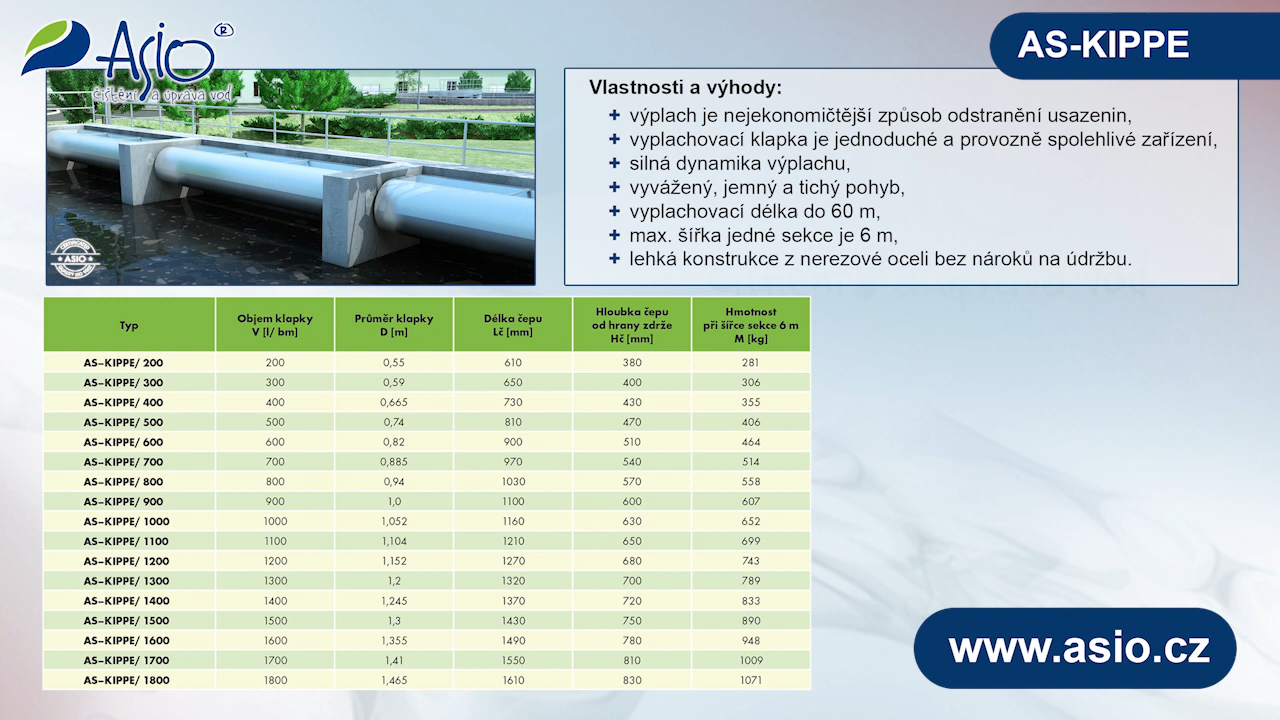 Asio ®
čištění a úprava vod
AS-KIPPE
Vlastnosti a výhody:
+ výplach je nejekonomičtější způsob odstranění usazenin,
+ vyplachovací klapka je jednoduché a provozně spolehlivé zařízení,
+ silná dynamika výplachu,
+ vyvážený, jemný a tichý pohyb,
+ vyplachovací délka do 60 m,
+ max. šířka jedné sekce je 6 m,
+ lehká konstrukce z nerezové oceli bez nároků na údržbu.
ASIO
Typ | Objem klapky V [l/ bm] | Průměr klapky D [m] | Délka čepu Lč [mm] | Hloubka čepu od hrany zdrže Hč [mm] | Hmotnost při šířce sekce 6 m M [kg]
AS–KIPPE/ 200 | 200 | 0,55 | 610 | 380 | 281
AS–KIPPE/ 300 | 300 | 0,59 | 650 | 400 | 306
AS–KIPPE/ 400 | 400 | 0,665 | 730 | 430 | 355
AS–KIPPE/ 500 | 500 | 0,74 | 810 | 470 | 406
AS–KIPPE/ 600 | 600 | 0,82 | 900 | 510 | 464
AS–KIPPE/ 700 | 700 | 0,885 | 970 | 540 | 514
AS–KIPPE/ 800 | 800 | 0,94 | 1030 | 570 | 558
AS–KIPPE/ 900 | 900 | 1,0 | 1100 | 600 | 607
AS–KIPPE/ 1000 | 1000 | 1,052 | 1160 | 630 | 652
AS–KIPPE/ 1100 | 1100 | 1,104 | 1210 | 650 | 699
AS–KIPPE/ 1200 | 1200 | 1,152 | 1270 | 680 | 743
AS–KIPPE/ 1300 | 1300 | 1,2 | 1320 | 700 | 789
AS–KIPPE/ 1400 | 1400 | 1,245 | 1370 | 720 | 833
AS–KIPPE/ 1500 | 1500 | 1,3 | 1430 | 750 | 890
AS–KIPPE/ 1600 | 1600 | 1,355 | 1490 | 780 | 948
AS–KIPPE/ 1700 | 1700 | 1,41 | 1550 | 810 | 1009
AS–KIPPE/ 1800 | 1800 | 1,465 | 1610 | 830 | 1071
www.asio.cz